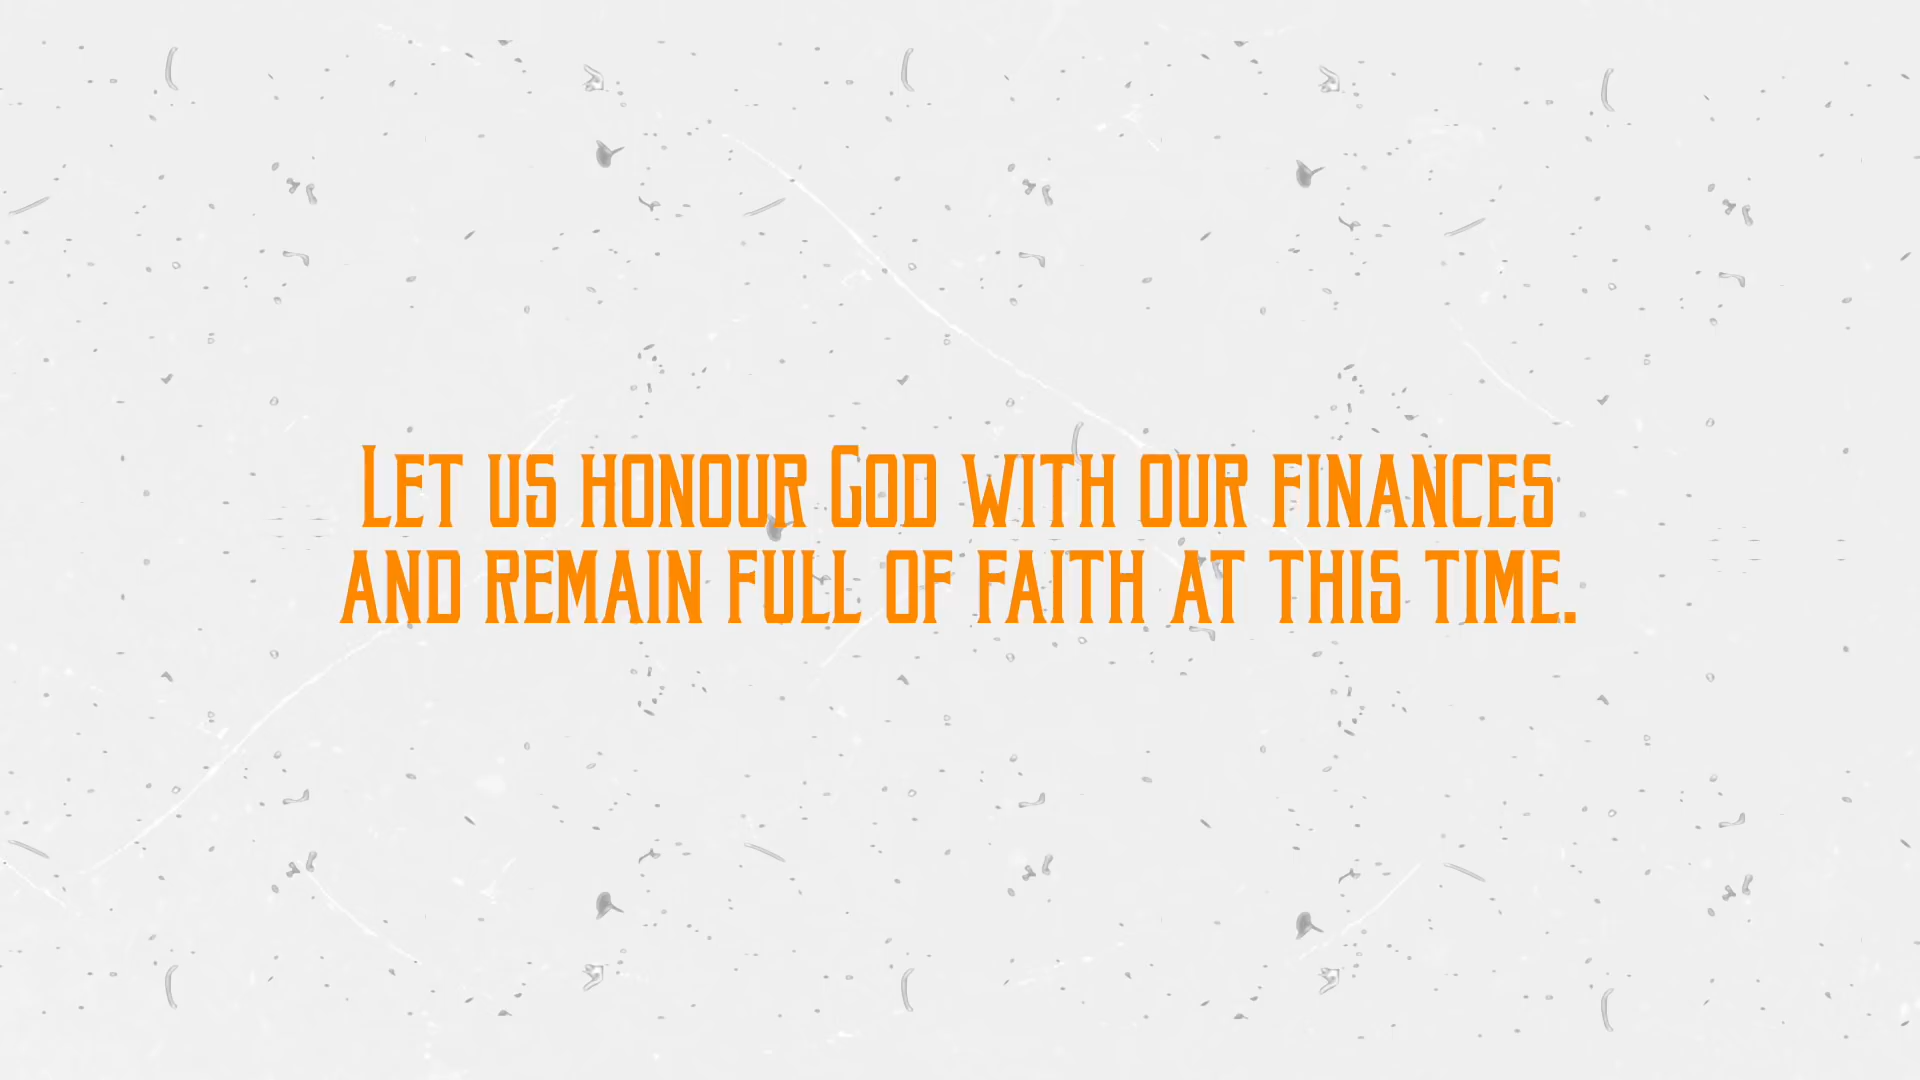 Let us honour God with our finances
and remain full of faith at this time.